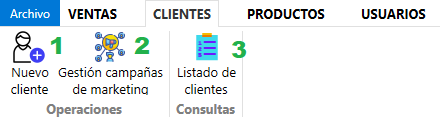 Archivo VENTAS CLIENTES PRODUCTOS USUARIOS
1 2 3
Nuevo Gestión campañas Listado de
cliente de marketing clientes
Operaciones Consultas